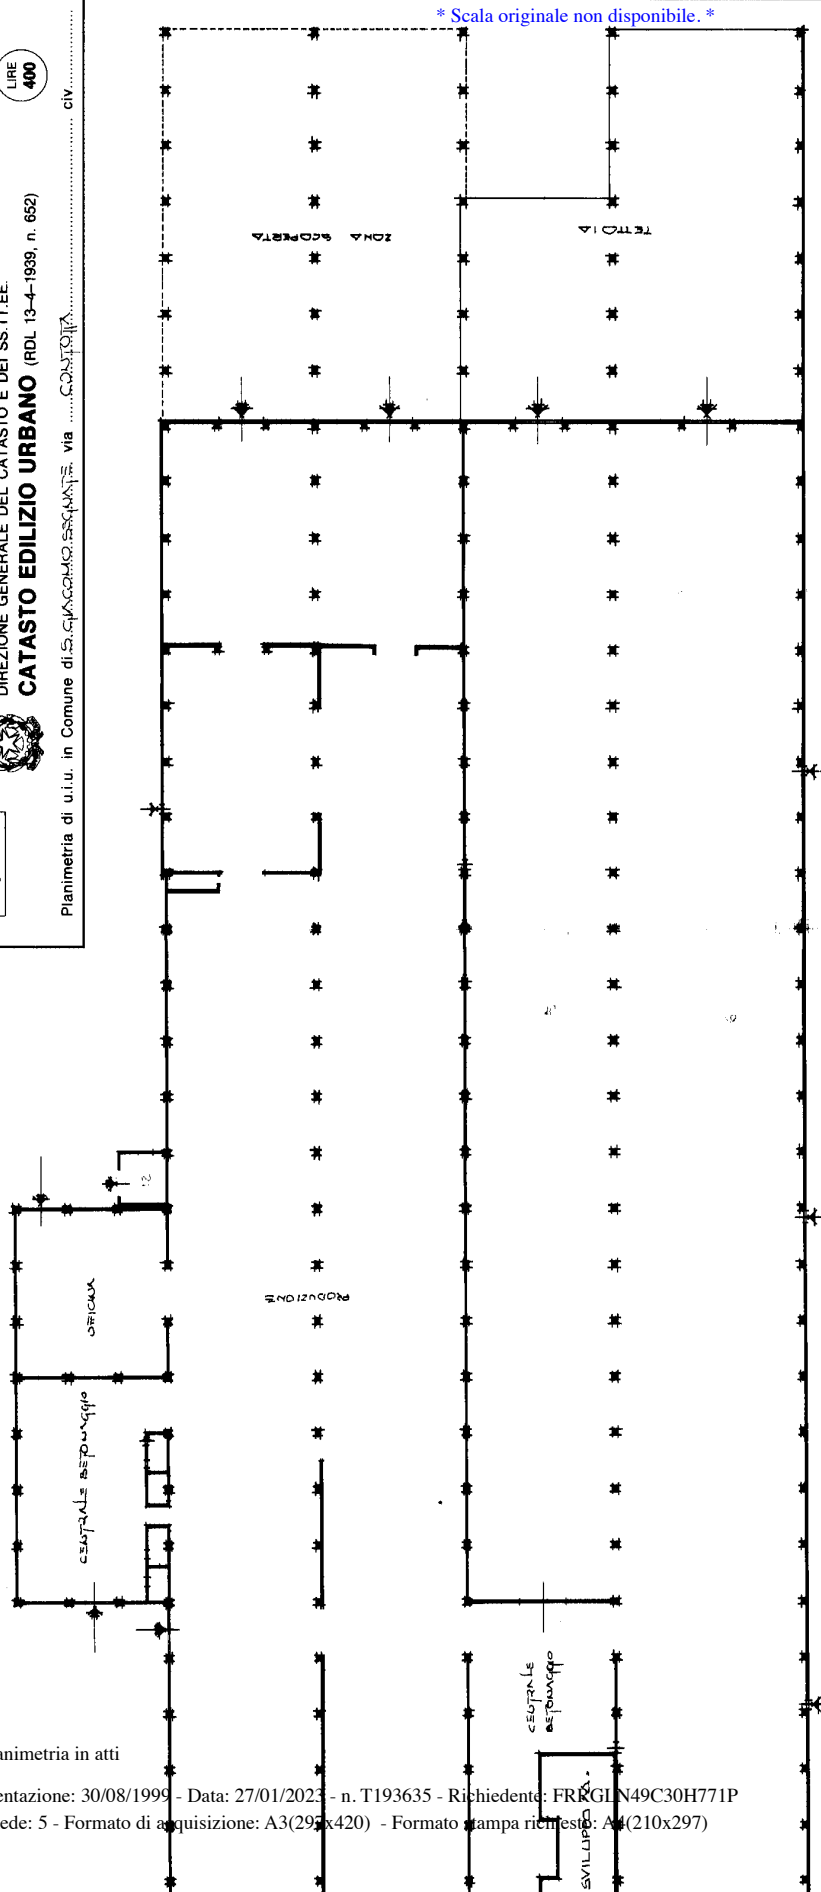 * Scala originale non disponibile. *
LIRE
400
DIREZIONE GENERALE DEL CATASTO E DEI SS.TT.EE.
CATASTO EDILIZIO URBANO (RDL 13-4-1939, n. 652)
Planimetria di u.i.u. in Comune di S. GIACOMO SEGNATE via CONTOTTA civ.
ZONA SCOPERTA
TETTOIA
PRODUZIONE
CENTRALE BETONAGGIO
CENTRALE
BETONAGGIO
SVILUPPO
animetria in atti
entazione: 30/08/1999 - Data: 27/01/2023 - n. T193635 - Richiedente: FRRGLN49C30H771P
ede: 5 - Formato di acquisizione: A3(297x420) - Formato stampa richiesto: A4(210x297)